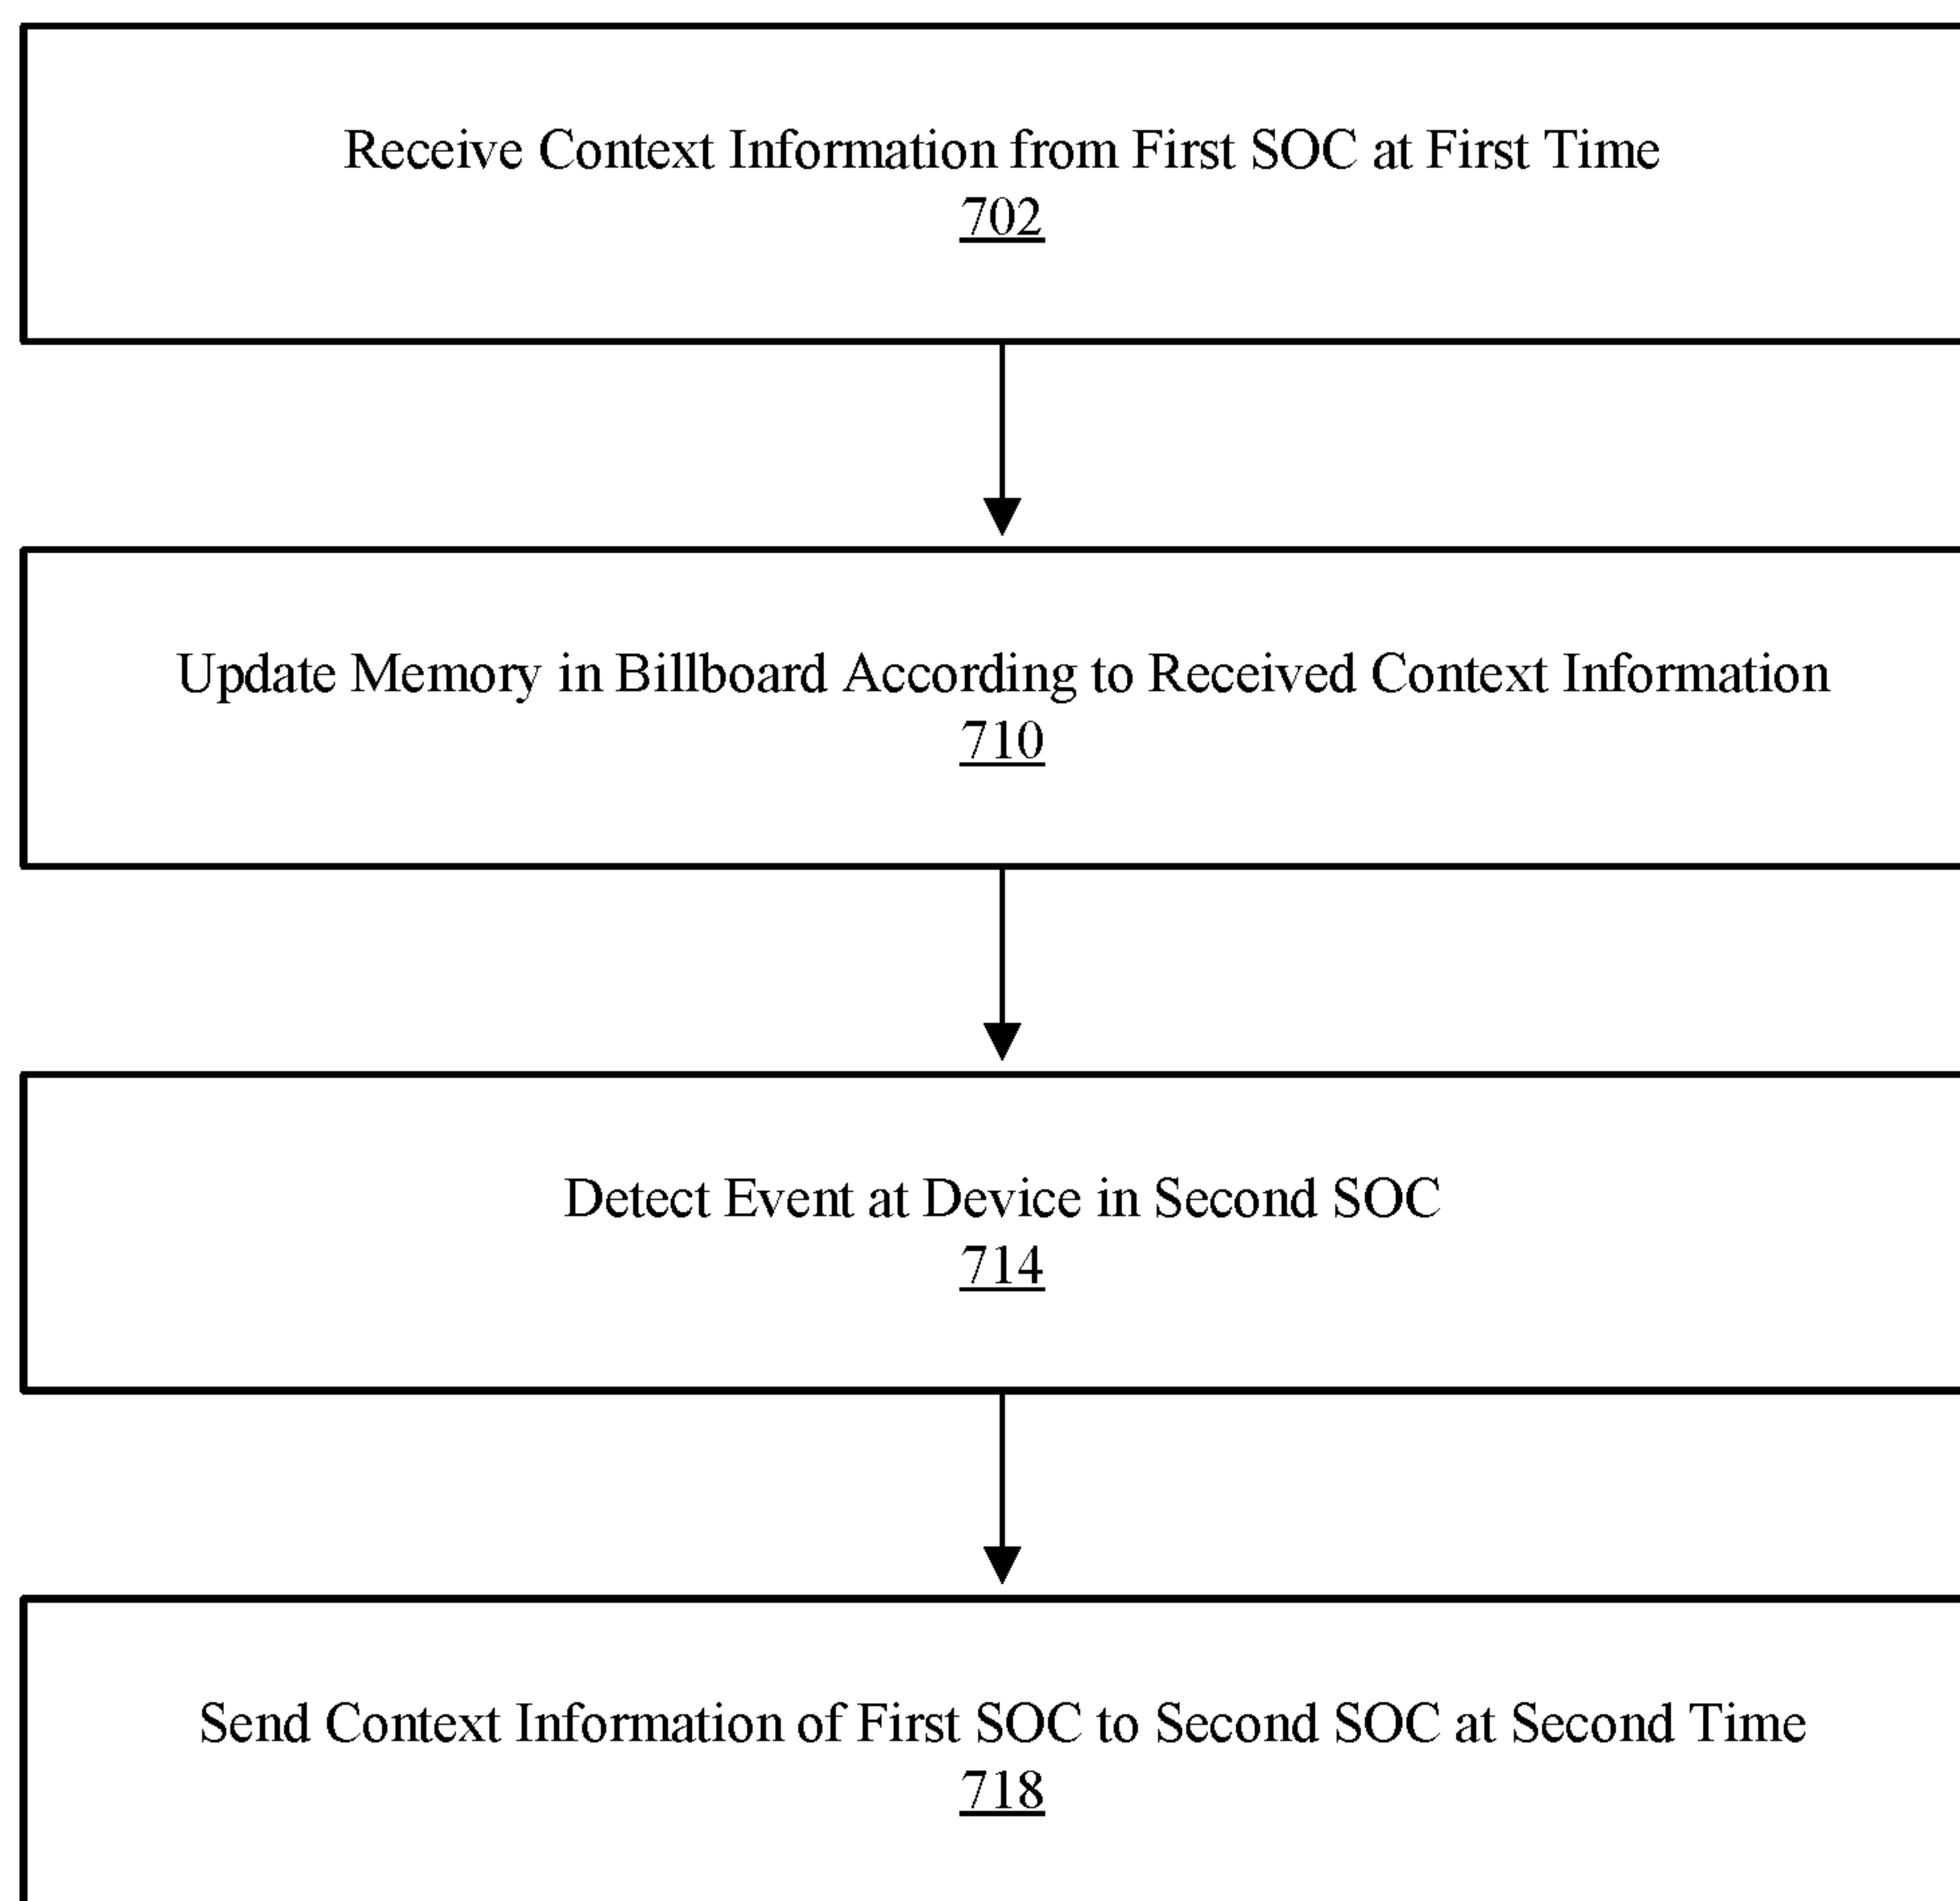 Receive Context Information from First SOC at First Time
702
Update Memory in Billboard According to Received Context Information
710
Detect Event at Device in Second SOC
714
Send Context Information of First SOC to Second SOC at Second Time
718